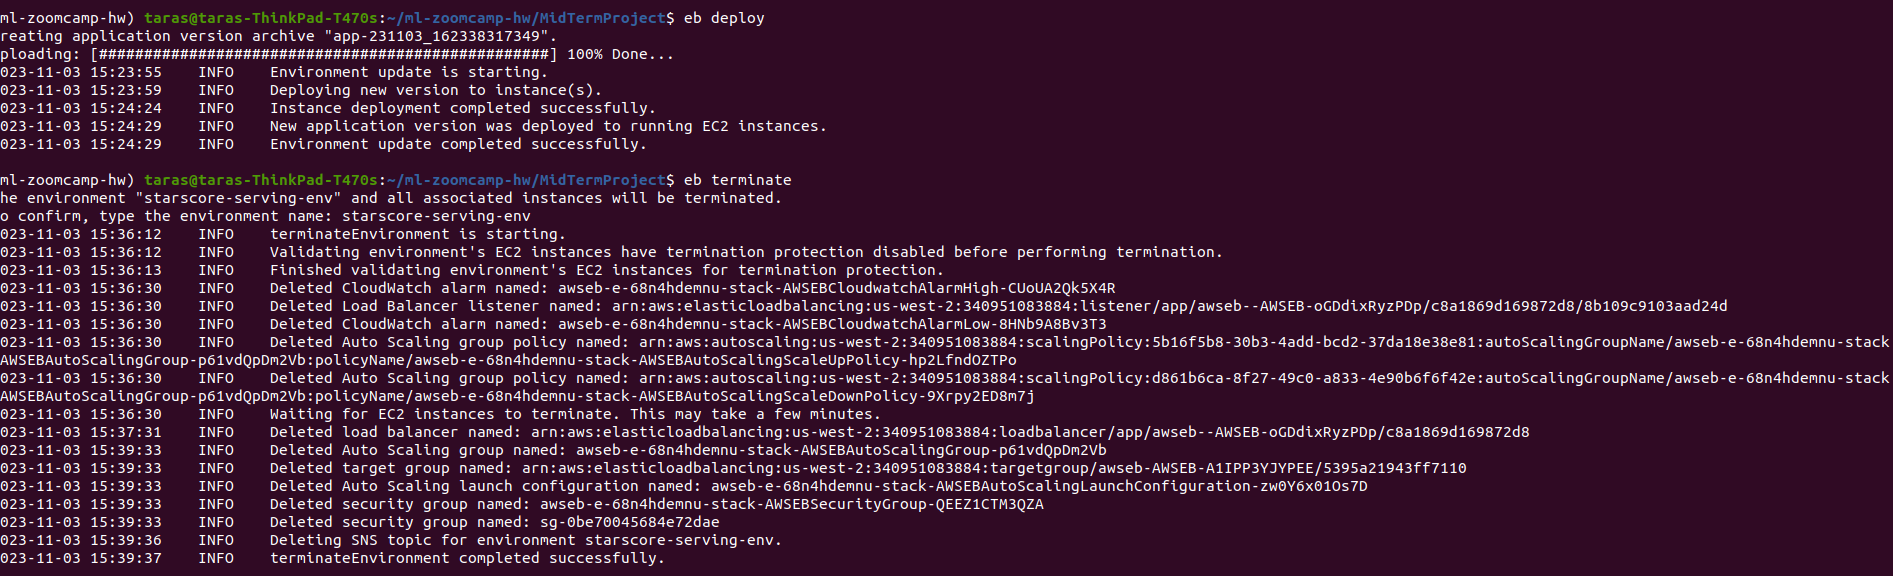 ml-zoomcamp-hw) taras@taras-ThinkPad-T470s:~/ml-zoomcamp-hw/MidTermProject$ eb deploy
reating application version archive "app-231103_162338317349".
ploading: [##################################################] 100% Done...
023-11-03 15:23:55    INFO    Environment update is starting.
023-11-03 15:23:59    INFO    Deploying new version to instance(s).
023-11-03 15:24:24    INFO    Instance deployment completed successfully.
023-11-03 15:24:29    INFO    New application version was deployed to running EC2 instances.
023-11-03 15:24:29    INFO    Environment update completed successfully.
ml-zoomcamp-hw) taras@taras-ThinkPad-T470s:~/ml-zoomcamp-hw/MidTermProject$ eb terminate
he environment "starscore-serving-env" and all associated instances will be terminated.
o confirm, type the environment name: starscore-serving-env
023-11-03 15:36:12    INFO    terminateEnvironment is starting.
023-11-03 15:36:12    INFO    Validating environment's EC2 instances have termination protection disabled before performing termination.
023-11-03 15:36:13    INFO    Finished validating environment's EC2 instances for termination protection.
023-11-03 15:36:30    INFO    Deleted CloudWatch alarm named: awseb-e-68n4hdemnu-stack-AWSEBCloudwatchAlarmHigh-CUoUA2Qk5X4R
023-11-03 15:36:30    INFO    Deleted Load Balancer listener named: arn:aws:elasticloadbalancing:us-west-2:340951083884:listener/app/awseb--AWSEB-oGDdixRyzPDp/c8a1869d169872d8/8b109c9103aad24d
023-11-03 15:36:30    INFO    Deleted CloudWatch alarm named: awseb-e-68n4hdemnu-stack-AWSEBCloudwatchAlarmLow-8HNb9A8Bv3T3
023-11-03 15:36:30    INFO    Deleted Auto Scaling group policy named: arn:aws:autoscaling:us-west-2:340951083884:scalingPolicy:5b16f5b8-30b3-4add-bcd2-37da18e38e81:autoScalingGroupName/awseb-e-68n4hdemnu-stack
AWSEBAutoScalingGroup-p61vdQpDm2Vb:policyName/awseb-e-68n4hdemnu-stack-AWSEBAutoScalingScaleUpPolicy-hp2LfndOZTPo
023-11-03 15:36:30    INFO    Deleted Auto Scaling group policy named: arn:aws:autoscaling:us-west-2:340951083884:scalingPolicy:d861b6ca-8f27-49c0-a833-4e90b6f6f42e:autoScalingGroupName/awseb-e-68n4hdemnu-stack
AWSEBAutoScalingGroup-p61vdQpDm2Vb:policyName/awseb-e-68n4hdemnu-stack-AWSEBAutoScalingScaleDownPolicy-9Xrpy2ED8m7j
023-11-03 15:36:30    INFO    Waiting for EC2 instances to terminate. This may take a few minutes.
023-11-03 15:37:31    INFO    Deleted load balancer named: arn:aws:elasticloadbalancing:us-west-2:340951083884:loadbalancer/app/awseb--AWSEB-oGDdixRyzPDp/c8a1869d169872d8
023-11-03 15:39:33    INFO    Deleted Auto Scaling group named: awseb-e-68n4hdemnu-stack-AWSEBAutoScalingGroup-p61vdQpDm2Vb
023-11-03 15:39:33    INFO    Deleted target group named: arn:aws:elasticloadbalancing:us-west-2:340951083884:targetgroup/awseb-AWSEB-A1IPP3YJYPEE/5395a21943ff7110
023-11-03 15:39:33    INFO    Deleted Auto Scaling launch configuration named: awseb-e-68n4hdemnu-stack-AWSEBAutoScalingLaunchConfiguration-zw0Y6x01Os7D
023-11-03 15:39:33    INFO    Deleted security group named: awseb-e-68n4hdemnu-stack-AWSEBSecurityGroup-QEEZ1CTM3QZA
023-11-03 15:39:33    INFO    Deleted security group named: sg-0be70045684e72dae
023-11-03 15:39:36    INFO    Deleting SNS topic for environment starscore-serving-env.
023-11-03 15:39:37    INFO    terminateEnvironment completed successfully.